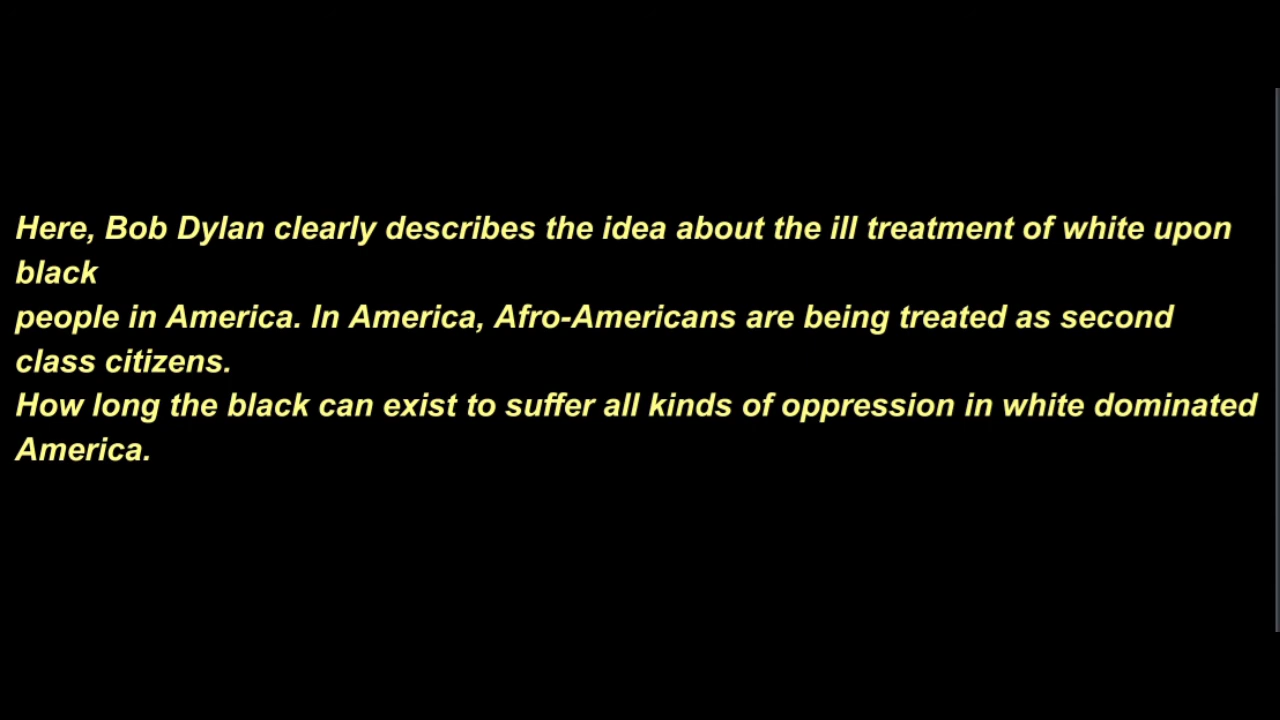 Here, Bob Dylan clearly describes the idea about the ill treatment of white upon
black
people in America. In America, Afro-Americans are being treated as second
class citizens.
How long the black can exist to suffer all kinds of oppression in white dominated
America.